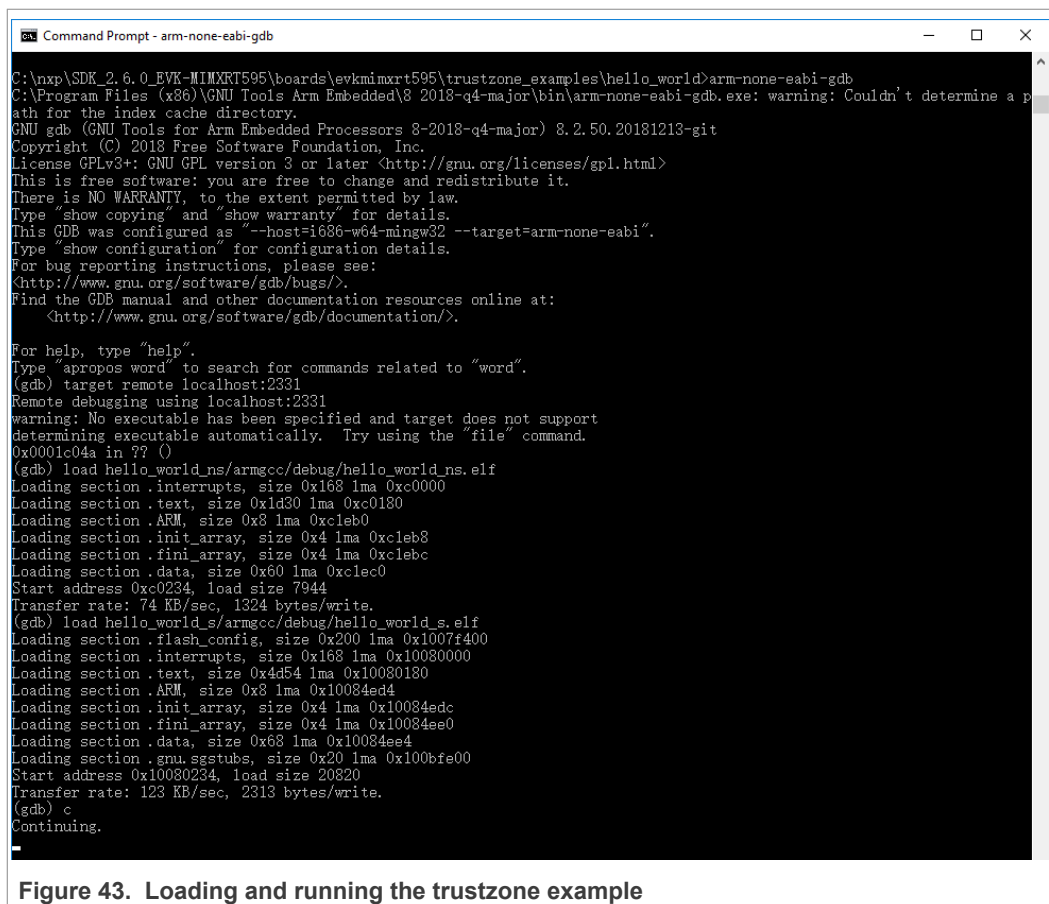 Command Prompt - arm-none-eabi-gdb
C:\nxp\SDK_2.6.0_EVK-MIMXRT595\boards\evkmimxrt595\trustzone_examples\hello_world>arm-none-eabi-gdb
C:\Program Files (x86)\GNU Tools Arm Embedded\8 2018-q4-major\bin\arm-none-eabi-gdb.exe: warning: Couldn't determine a p
ath for the index cache directory.
GNU gdb (GNU Tools for Arm Embedded Processors 8-2018-q4-major) 8.2.50.20181213-git
Copyright (C) 2018 Free Software Foundation, Inc.
License GPLv3+: GNU GPL version 3 or later <http://gnu.org/licenses/gpl.html>
This is free software: you are free to change and redistribute it.
There is NO WARRANTY, to the extent permitted by law.
Type "show copying" and "show warranty" for details.
This GDB was configured as "--host=i686-w64-mingw32 --target=arm-none-eabi".
Type "show configuration" for configuration details.
For bug reporting instructions, please see:
<http://www.gnu.org/software/gdb/bugs/>.
Find the GDB manual and other documentation resources online at:
<http://www.gnu.org/software/gdb/documentation/>.
For help, type "help".
Type "apropos word" to search for commands related to "word".
(gdb) target remote localhost:2331
Remote debugging using localhost:2331
warning: No executable has been specified and target does not support
determining executable automatically. Try using the "file" command.
0x0001c04a in ?? ()
(gdb) load hello_world_ns/armgcc/debug/hello_world_ns.elf
Loading section .interrupts, size 0x168 lma 0xc0000
Loading section .text, size 0x1d30 lma 0xc0180
Loading section .ARM, size 0x8 lma 0xc1eb0
Loading section .init_array, size 0x4 lma 0xc1eb8
Loading section .fini_array, size 0x4 lma 0xc1ebc
Loading section .data, size 0x60 lma 0xc1ec0
Start address 0xc0234, load size 7944
Transfer rate: 74 KB/sec, 1324 bytes/write.
(gdb) load hello_world_s/armgcc/debug/hello_world_s.elf
Loading section .flash_config, size 0x200 lma 0x1007f400
Loading section .interrupts, size 0x168 lma 0x10080000
Loading section .text, size 0x4d54 lma 0x10080180
Loading section .ARM, size 0x8 lma 0x10084ed4
Loading section .init_array, size 0x4 lma 0x10084edc
Loading section .fini_array, size 0x4 lma 0x10084ee0
Loading section .data, size 0x68 lma 0x10084ee4
Loading section .gnu.sgstubs, size 0x20 lma 0x100bfe00
Start address 0x10080234, load size 20820
Transfer rate: 123 KB/sec, 2313 bytes/write.
(gdb) c
Continuing.
Figure 43. Loading and running the trustzone example